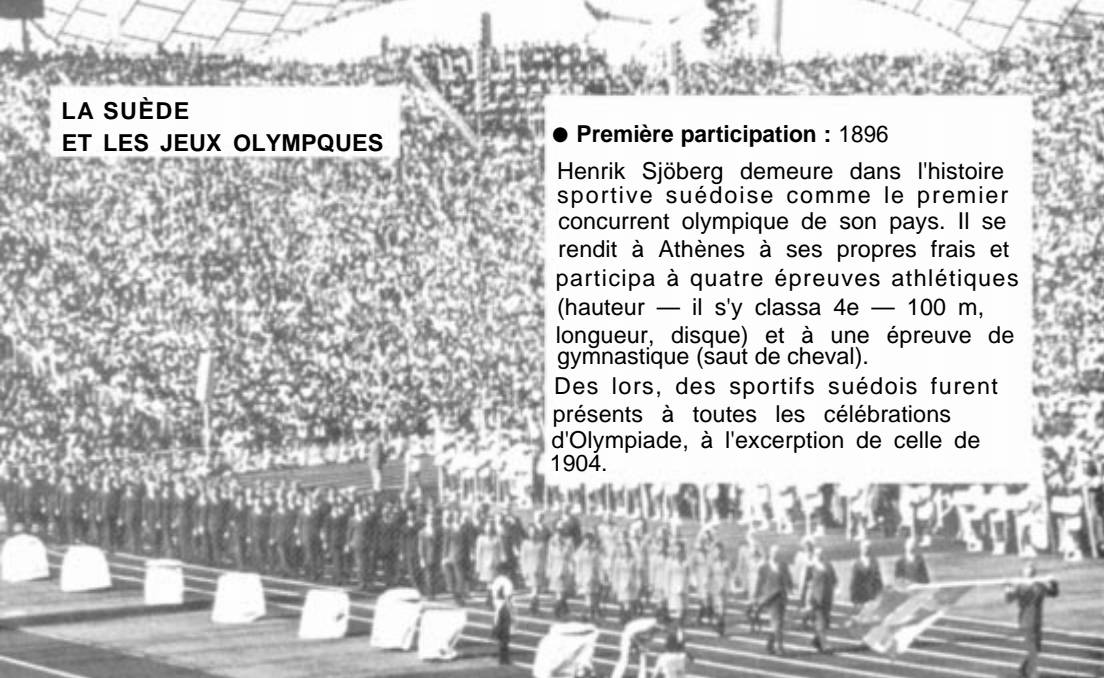 LA SUÈDE
ET LES JEUX OLYMPQUES
● Première participation : 1896
Henrik Sjöberg demeure dans l'histoire
sportive suédoise comme le premier
concurrent olympique de son pays. Il se
rendit à Athènes à ses propres frais et
participa à quatre épreuves athlétiques
(hauteur — il s'y classa 4e — 100 m,
longueur, disque) et à une épreuve de
gymnastique (saut de cheval).
Des lors, des sportifs suédois furent
présents à toutes les célébrations
d'Olympiade, à l'excerption de celle de
1904.